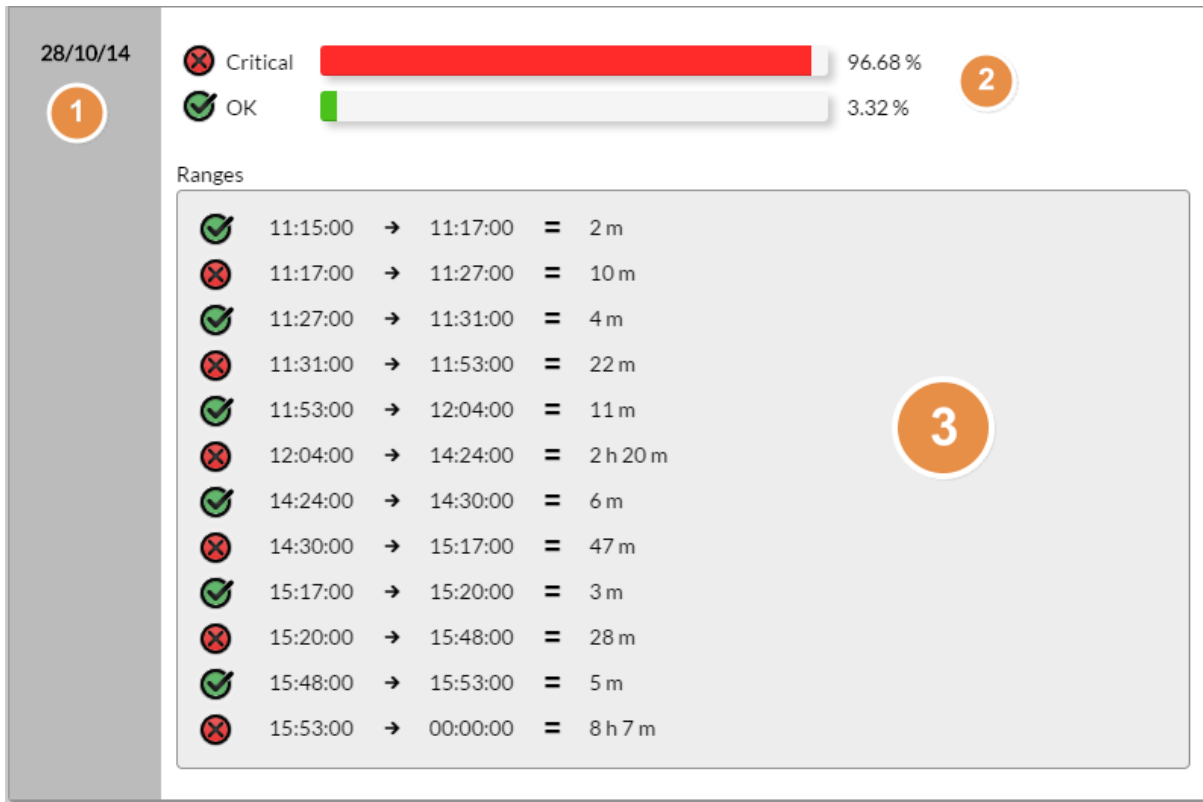 28/10/14
1
Critical 96.68 %
2
OK 3.32 %
Ranges
11:15:00 → 11:17:00 = 2 m
11:17:00 → 11:27:00 = 10 m
11:27:00 → 11:31:00 = 4 m
11:31:00 → 11:53:00 = 22 m
11:53:00 → 12:04:00 = 11 m
3
12:04:00 → 14:24:00 = 2 h 20 m
14:24:00 → 14:30:00 = 6 m
14:30:00 → 15:17:00 = 47 m
15:17:00 → 15:20:00 = 3 m
15:20:00 → 15:48:00 = 28 m
15:48:00 → 15:53:00 = 5 m
15:53:00 → 00:00:00 = 8 h 7 m